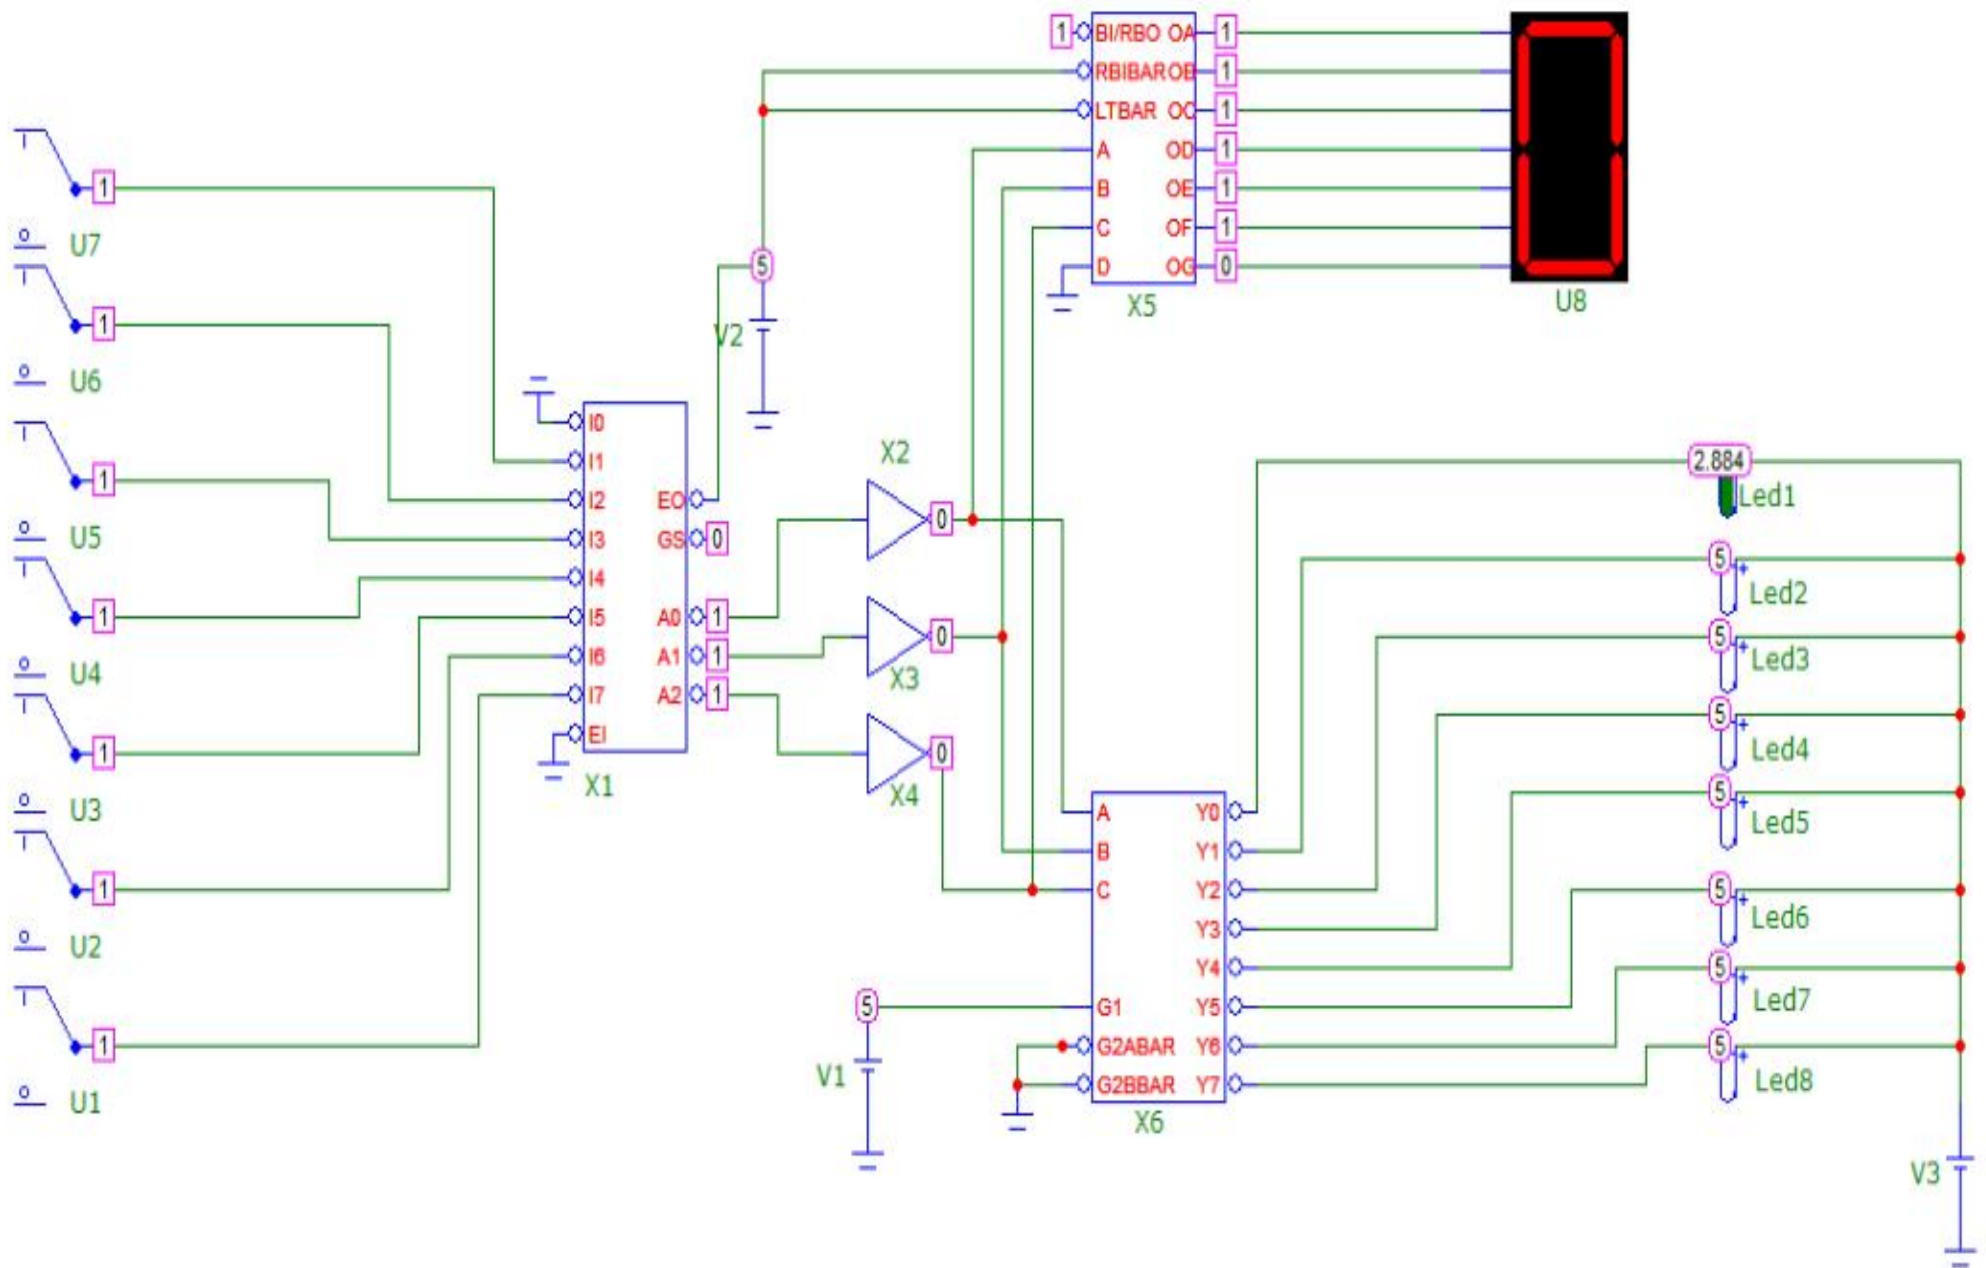 1 BI/RBO OA 1
RBIBAR OB 1
LTBAR OC 1
A OD 1
B OE 1
C OF 1
D OG 0
X5
U8
1
U7
5
V2
1
U6
1
U5
1
U4
1
U3
1
U2
1
U1
I0
I1
I2 EO
I3 GS 0
I4
I5 A0 1
I6 A1 1
I7 A2 1
EI
X1
X2
0
0
X3
0
X4
2.884
Led1
5 +
Led2
5 +
Led3
5 +
Led4
5 +
Led5
5 +
Led6
5 +
Led7
5 +
Led8
A Y0
B Y1
C Y2
Y3
Y4
G1 Y5
G2ABAR Y6
G2BBAR Y7
X6
5
V1
V3